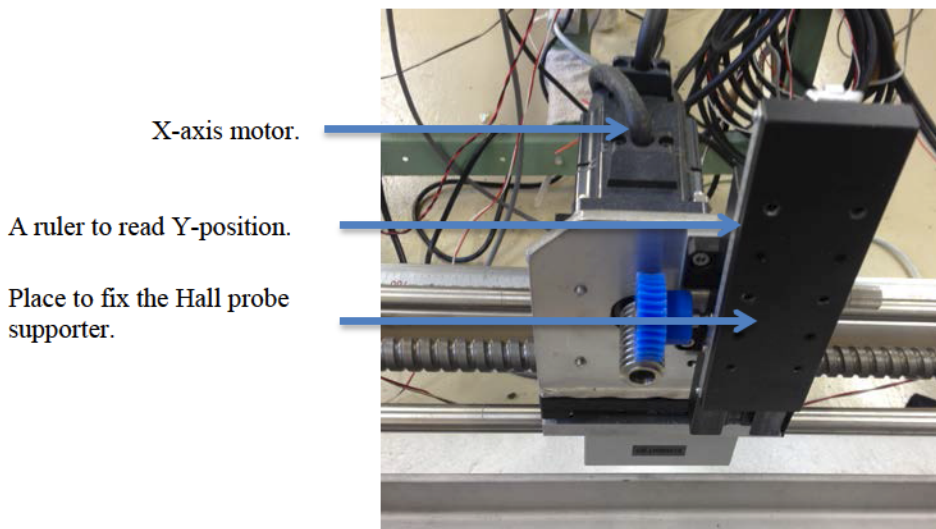 X-axis motor.
A ruler to read Y-position.
Place to fix the Hall probe
supporter.